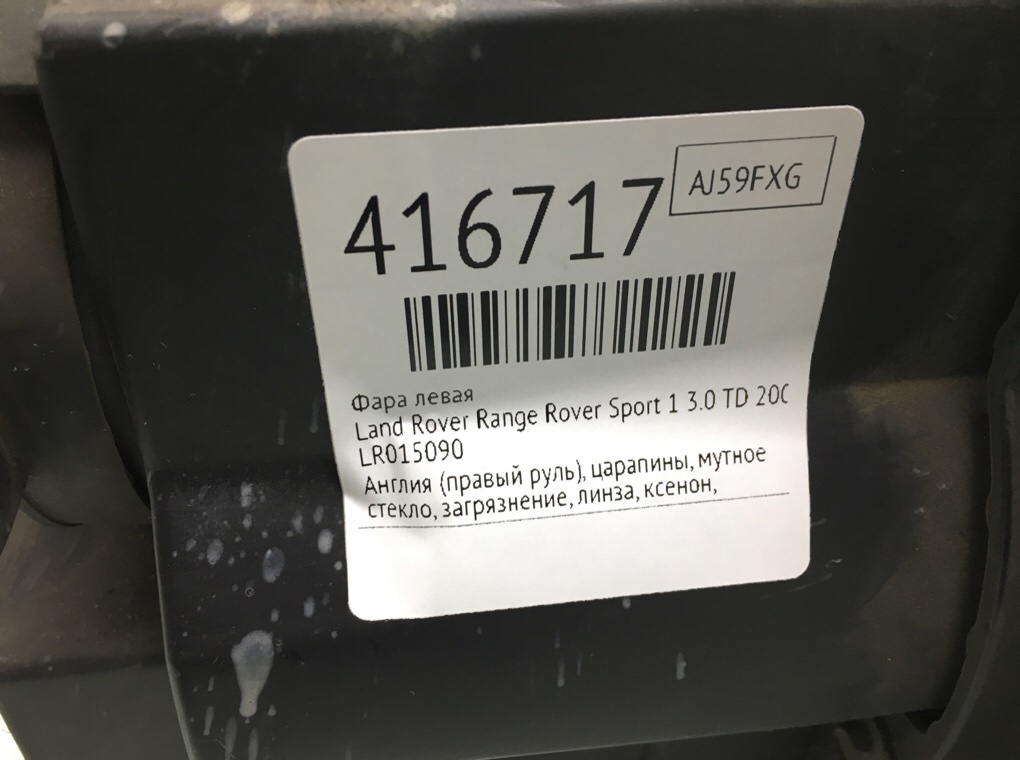 416717
AJ59FXG
Фара левая
Land Rover Range Rover Sport 1 3.0 TD
LR015090
Англия (правый руль), царапины, мутное
стекло, загрязнение, линза, ксенон,